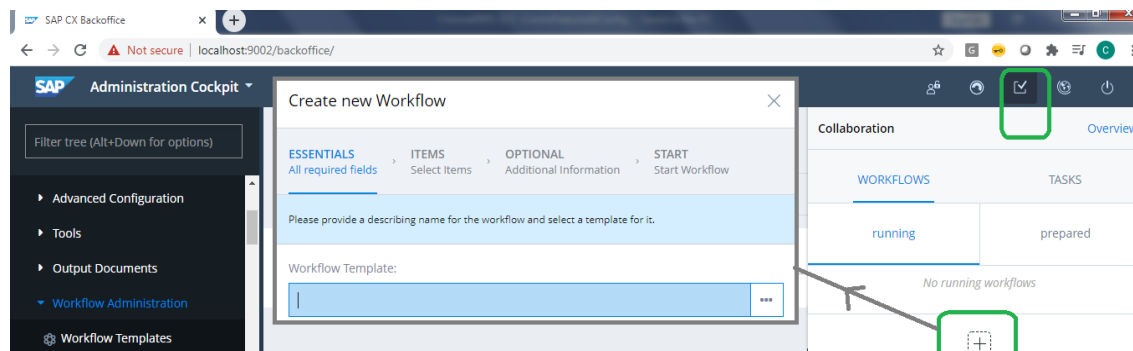 SAP CX Backoffice
Not secure | localhost:9002/backoffice/
G
C
SAP Administration Cockpit
Filter tree (Alt+Down for options)
Advanced Configuration
Tools
Output Documents
Workflow Administration
Workflow Templates
Create new Workflow
ESSENTIALS
All required fields
ITEMS
Select Items
OPTIONAL
Additional Information
START
Start Workflow
Please provide a describing name for the workflow and select a template for it.
Workflow Template:
Collaboration
Overview
WORKFLOWS
TASKS
running
prepared
No running workflows